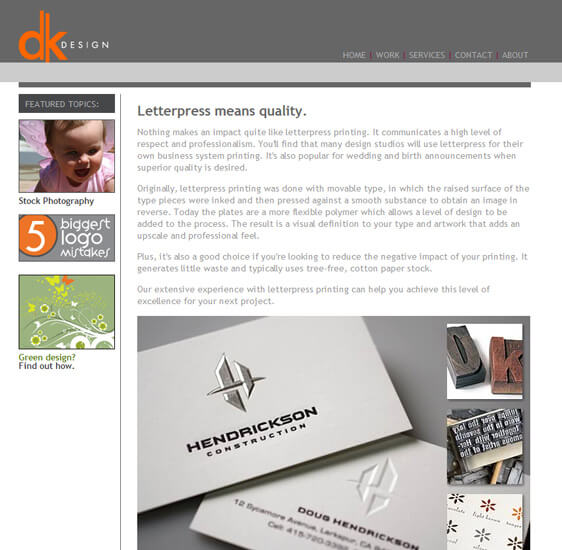 dk DESIGN
HOME | WORK | SERVICES | CONTACT | ABOUT
FEATURED TOPICS:
Stock Photography
5 biggest
logo
mistakes
Green design?
Find out how.
Letterpress means quality.
Nothing makes an impact quite like letterpress printing. It communicates a high level of
respect and professionalism. You'll find that many design studios will use letterpress for their
own business system printing. It's also popular for wedding and birth announcements when
superior quality is desired.
Originally, letterpress printing was done with movable type, in which the raised surface of the
type pieces were inked and then pressed against a smooth substance to obtain an image in
reverse. Today the plates are a more flexible polymer which allows a level of design to be
added to the process. The result is a visual definition to your type and artwork that adds an
upscale and professional feel.
Plus, it's also a good choice if you're looking to reduce the negative impact of your printing. It
generates little waste and typically uses tree-free, cotton paper stock.
Our extensive experience with letterpress printing can help you achieve this level of
excellence for your next project.
HENDRICKSON
CONSTRUCTION
DOUG HENDRICKSON
12 Sycamore Avenue, Larkspur, CA
Call: 415-720-
D K
light brown